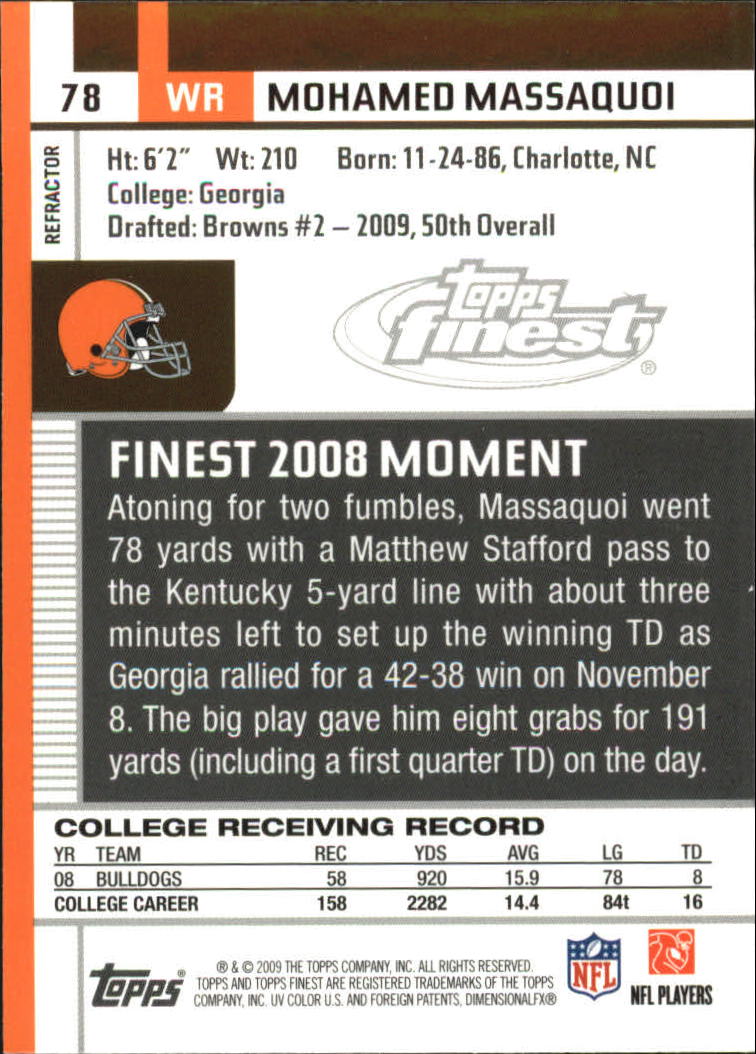 78 WR MOHAMED MASSAQUOI
REFRACTOR
Ht: 6'2" Wt: 210 Born: 11-24-86, Charlotte, NC
College: Georgia
Drafted: Browns #2 – 2009, 50th Overall
Topps
finest®
FINEST 2008 MOMENT
Atoning for two fumbles, Massaquoi went
78 yards with a Matthew Stafford pass to
the Kentucky 5-yard line with about three
minutes left to set up the winning TD as
Georgia rallied for a 42-38 win on November
8. The big play gave him eight grabs for 191
yards (including a first quarter TD) on the day.
COLLEGE RECEIVING RECORD
YR TEAM REC YDS AVG LG TD
08 BULLDOGS 58 920 15.9 78 8
COLLEGE CAREER 158 2282 14.4 84t 16
Topps®
® & © 2009 THE TOPPS COMPANY, INC. ALL RIGHTS RESERVED.
TOPPS AND TOPPS FINEST ARE REGISTERED TRADEMARKS OF THE TOPPS
COMPANY, INC. UV COLOR U.S. AND FOREIGN PATENTS, DIMENSIONALFX®
NFL
NFL PLAYERS